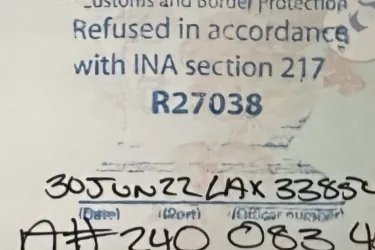 Customs and Border Protection
Refused in accordance
with INA section 217
R27038
30JUN22 LAX 33852
(Date) (Port) (Officer number)
A# 240 083 4